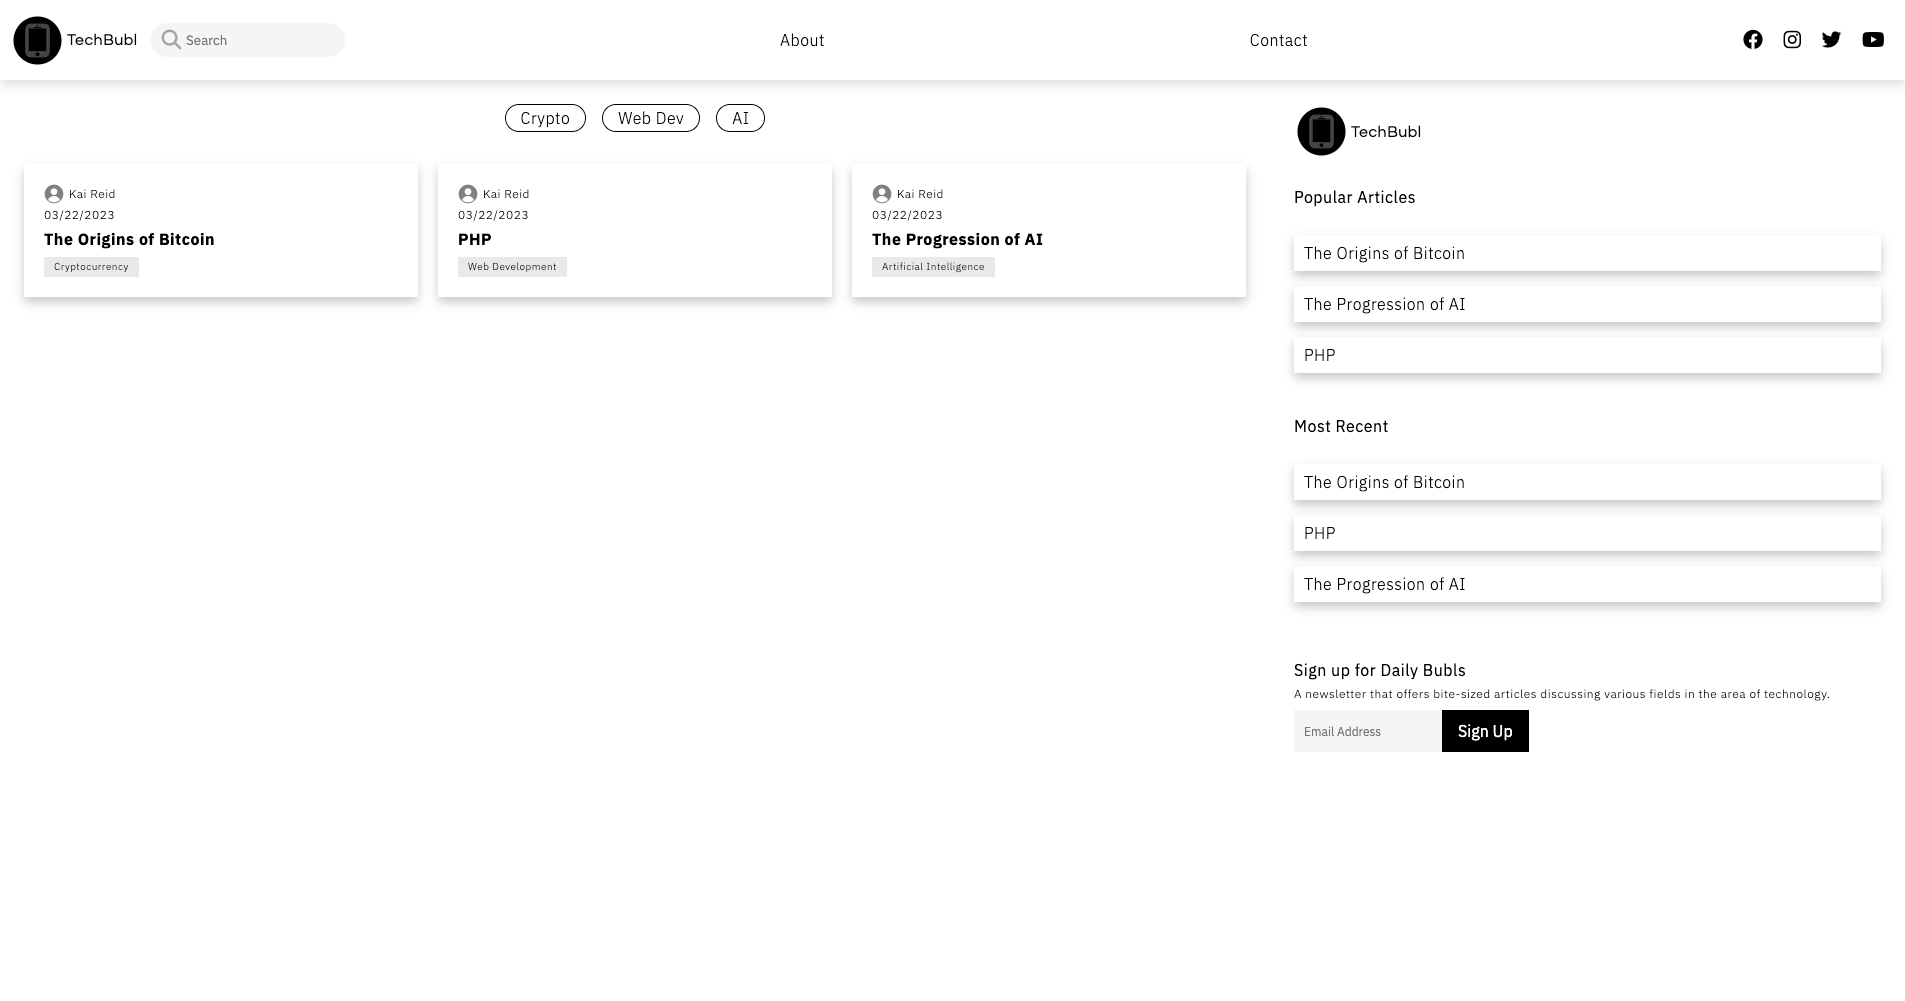 TechBubl
Search
About
Contact
Crypto
Web Dev
AI
Kai Reid
03/22/2023
The Origins of Bitcoin
Cryptocurrency
Kai Reid
03/22/2023
PHP
Web Development
Kai Reid
03/22/2023
The Progression of AI
Artificial Intelligence
TechBubl
Popular Articles
The Origins of Bitcoin
The Progression of AI
PHP
Most Recent
The Origins of Bitcoin
PHP
The Progression of AI
Sign up for Daily Bubls
A newsletter that offers bite-sized articles discussing various fields in the area of technology.
Email Address
Sign Up